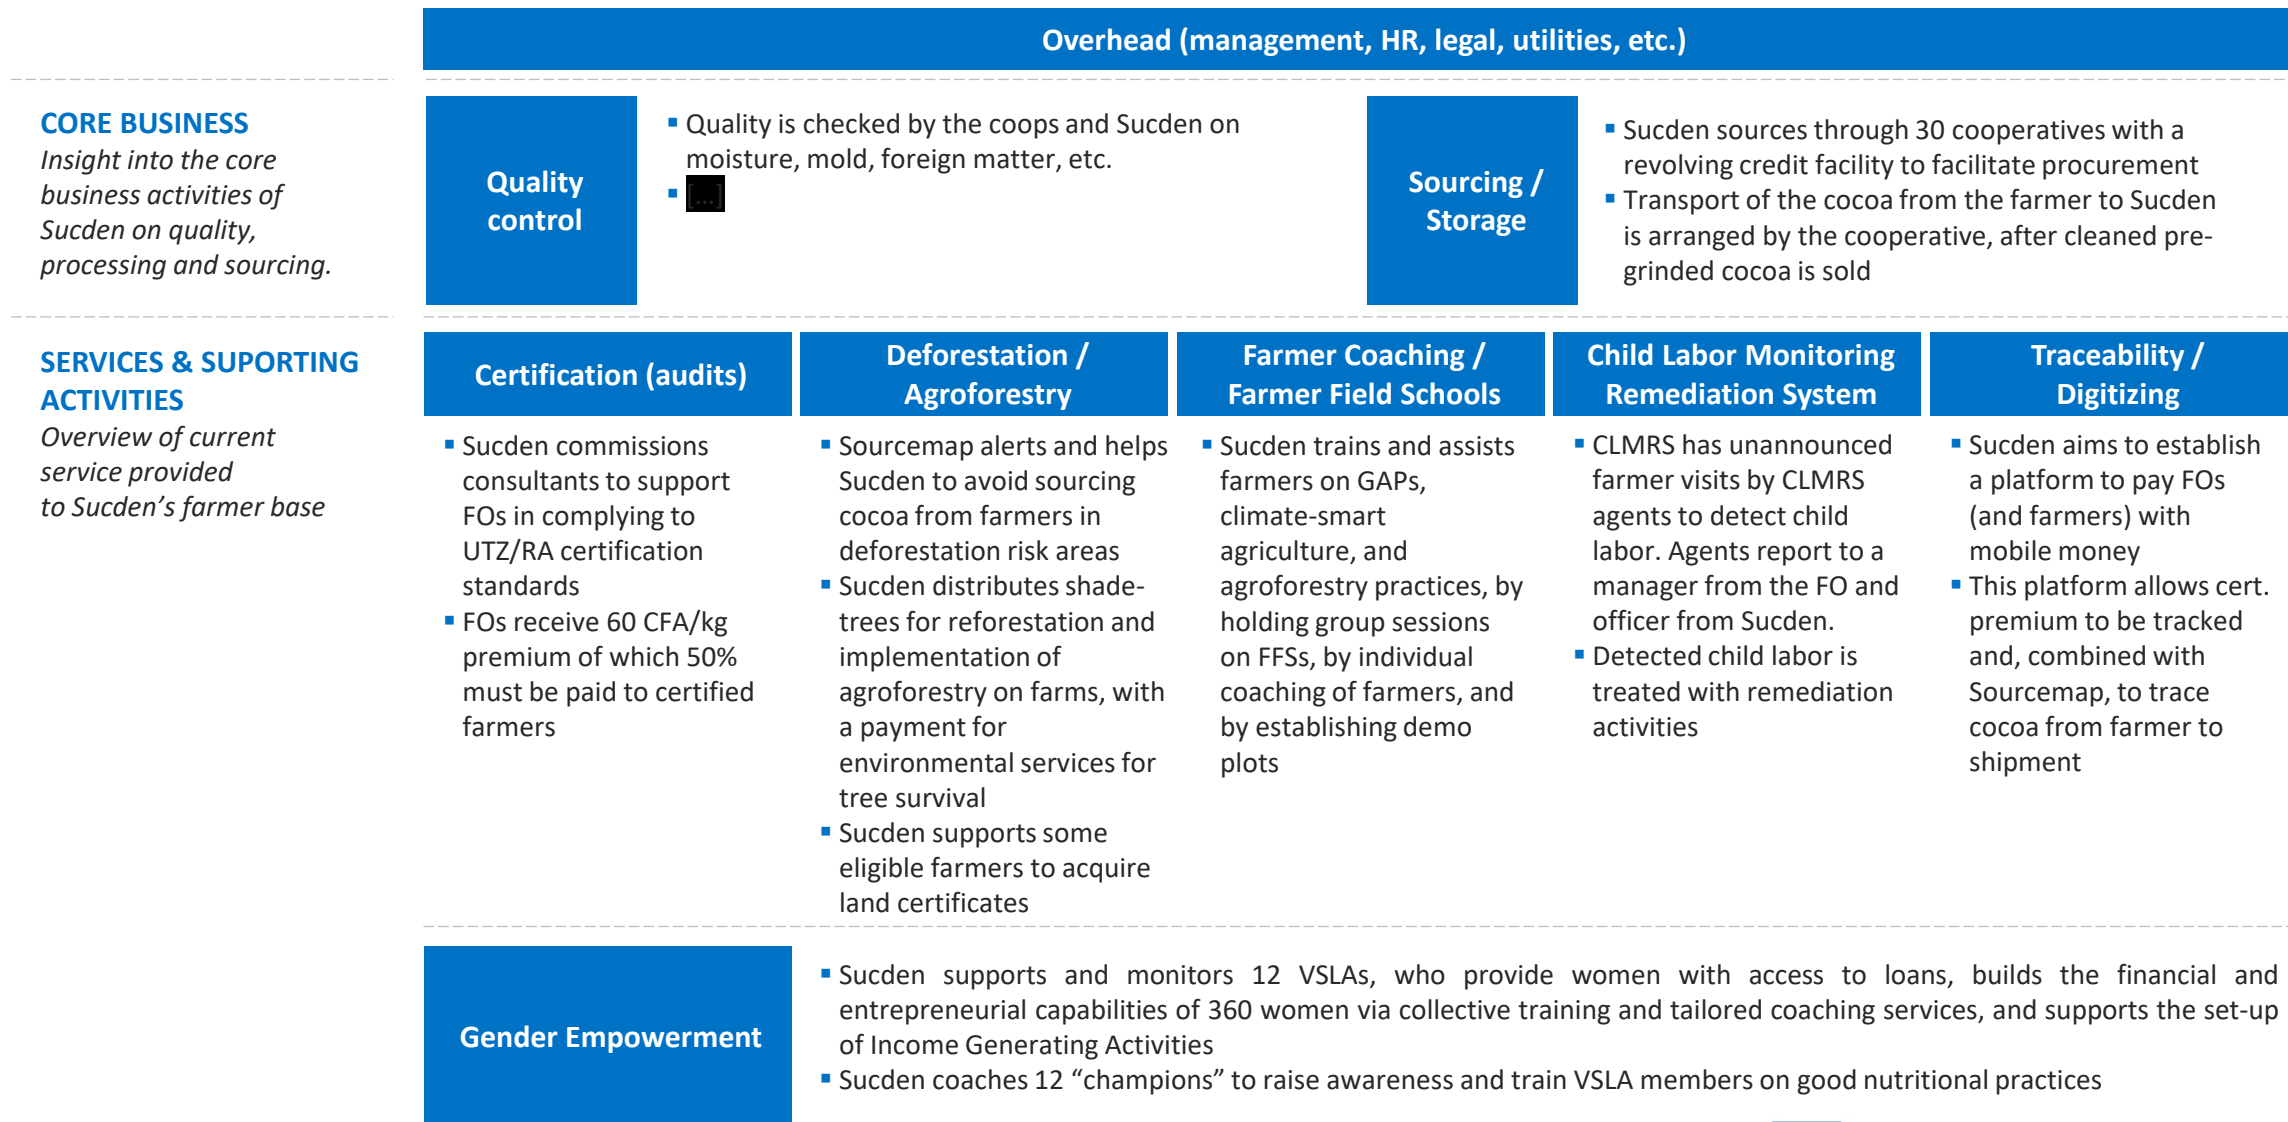 Overhead (management, HR, legal, utilities, etc.)
CORE BUSINESS
Insight into the core
business activities of
Sucden on quality,
processing and sourcing.
Quality
control
▪ Quality is checked by the coops and Sucden on
moisture, mold, foreign matter, etc.
▪ [...]
Sourcing /
Storage
▪ Sucden sources through 30 cooperatives with a
revolving credit facility to facilitate procurement
▪ Transport of the cocoa from the farmer to Sucden
is arranged by the cooperative, after cleaned pre-
grinded cocoa is sold
SERVICES & SUPORTING
ACTIVITIES
Overview of current
service provided
to Sucden’s farmer base
Certification (audits)
▪ Sucden commissions
consultants to support
FOs in complying to
UTZ/RA certification
standards
▪ FOs receive 60 CFA/kg
premium of which 50%
must be paid to certified
farmers
Deforestation /
Agroforestry
▪ Sourcemap alerts and helps
Sucden to avoid sourcing
cocoa from farmers in
deforestation risk areas
▪ Sucden distributes shade-
trees for reforestation and
implementation of
agroforestry on farms, with
a payment for
environmental services for
tree survival
▪ Sucden supports some
eligible farmers to acquire
land certificates
Farmer Coaching /
Farmer Field Schools
▪ Sucden trains and assists
farmers on GAPs,
climate-smart
agriculture, and
agroforestry practices, by
holding group sessions
on FFSs, by individual
coaching of farmers, and
by establishing demo
plots
Child Labor Monitoring
Remediation System
▪ CLMRS has unannounced
farmer visits by CLMRS
agents to detect child
labor. Agents report to a
manager from the FO and
officer from Sucden.
▪ Detected child labor is
treated with remediation
activities
Traceability /
Digitizing
▪ Sucden aims to establish
a platform to pay FOs
(and farmers) with
mobile money
▪ This platform allows cert.
premium to be tracked
and, combined with
Sourcemap, to trace
cocoa from farmer to
shipment
Gender Empowerment
▪ Sucden supports and monitors 12 VSLAs, who provide women with access to loans, builds the financial and
entrepreneurial capabilities of 360 women via collective training and tailored coaching services, and supports the set-up
of Income Generating Activities
▪ Sucden coaches 12 “champions” to raise awareness and train VSLA members on good nutritional practices